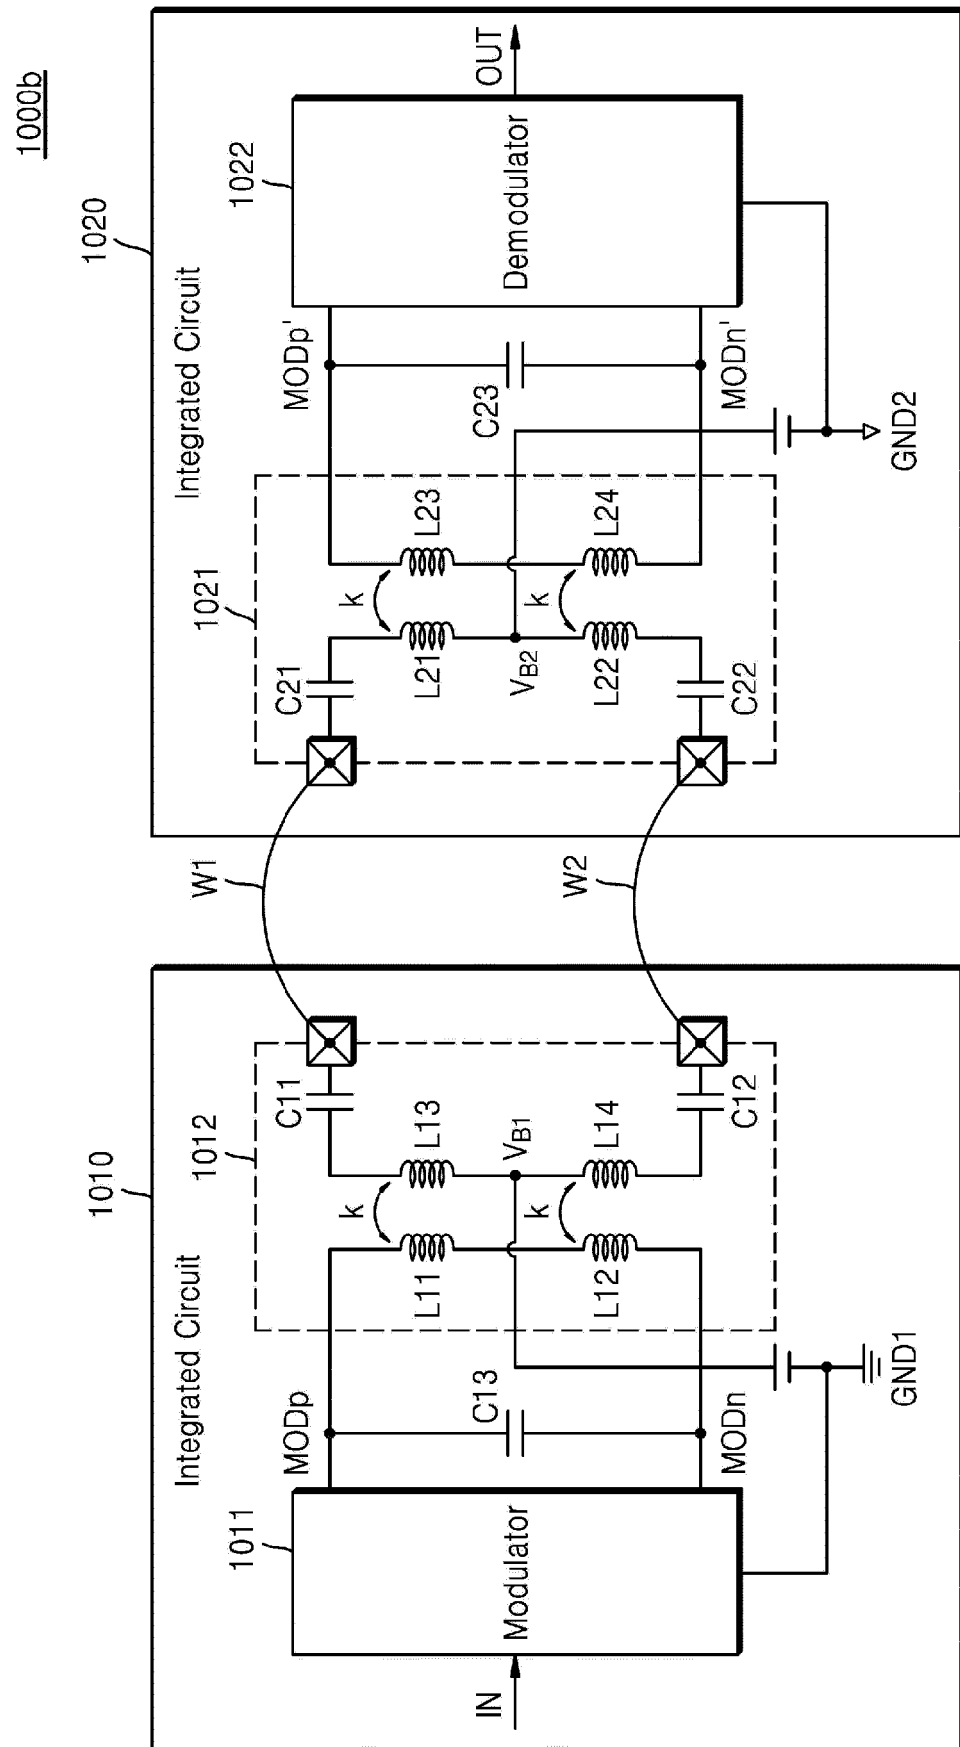 1000b
1010
Integrated Circuit
1011
Modulator
IN
MODp
MODn
C13
1012
L11
L12
k
k
L13
L14
VB1
C11
C12
GND1
W1
W2
1020
Integrated Circuit
1021
C21
C22
L21
L22
VB2
k
k
L23
L24
C23
MODp'
MODn'
1022
Demodulator
OUT
GND2